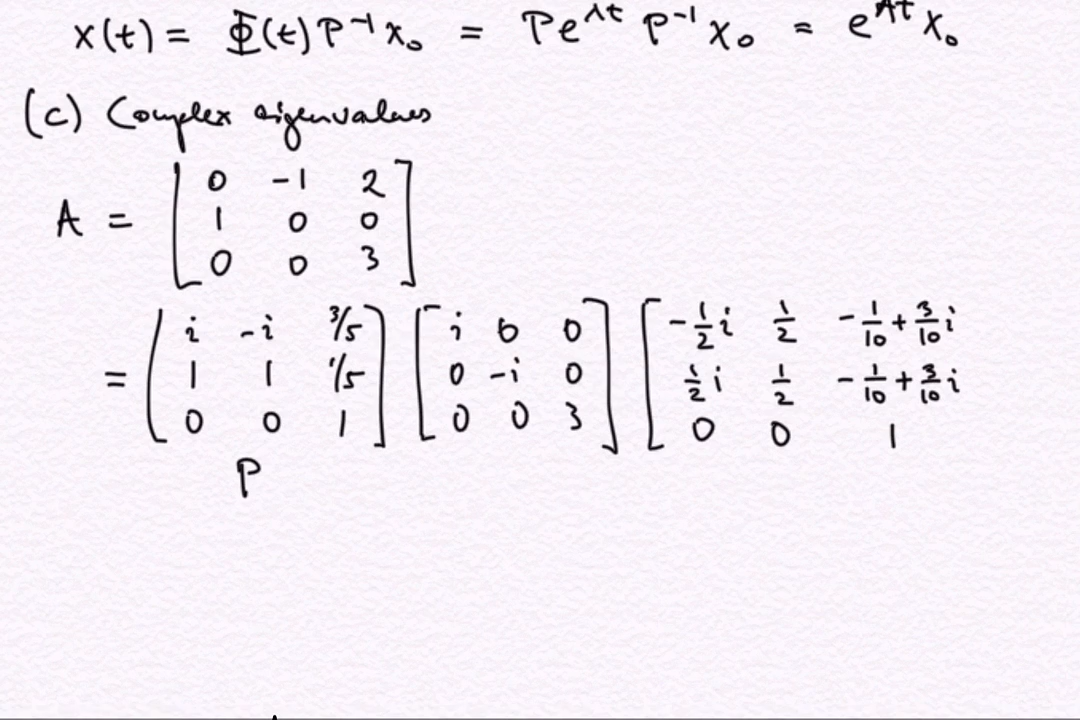 x(t) = Φ(t) P⁻¹ x₀ = P e^{Λt} P⁻¹ x₀ = e^{At} x₀
(c) Complex eigenvalues
A = [ 0 -1 2
1 0 0
0 0 3 ]
= [ i -i 3/5 ] [ i 0 0 ] [ -1/2 i 1/2 -1/10 + 3/10 i ]
[ 1 1 1/5 ] [ 0 -i 0 ] [ 1/2 i 1/2 -1/10 + 3/10 i ]
[ 0 0 1 ] [ 0 0 3 ] [ 0 0 1 ]
P